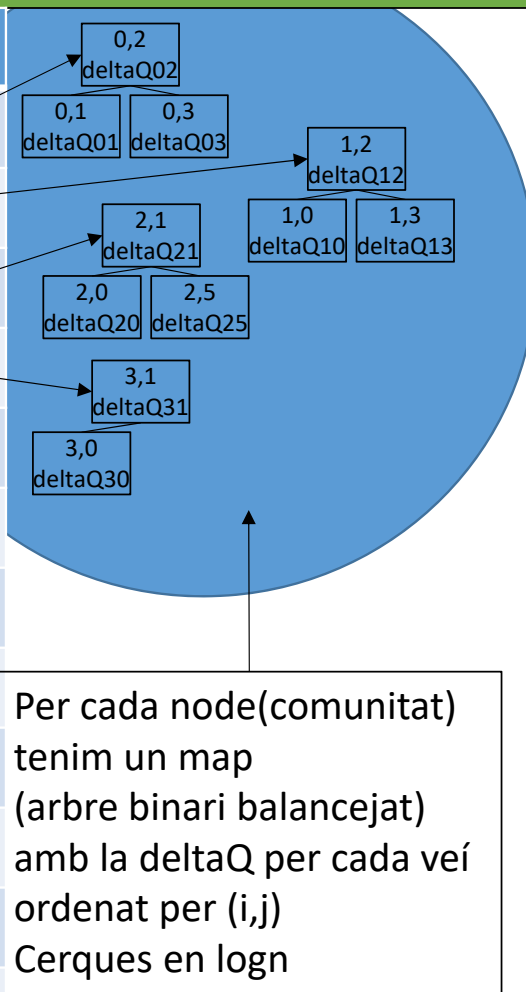 0,2
deltaQ02
0,1
deltaQ01
0,3
deltaQ03
1,2
deltaQ12
1,0
deltaQ10
1,3
deltaQ13
2,1
deltaQ21
2,0
deltaQ20
2,5
deltaQ25
3,1
deltaQ31
3,0
deltaQ30
Per cada node(comunitat)
tenim un map
(arbre binari balancejat)
amb la deltaQ per cada veí
ordenat per (i,j)
Cerques en logn